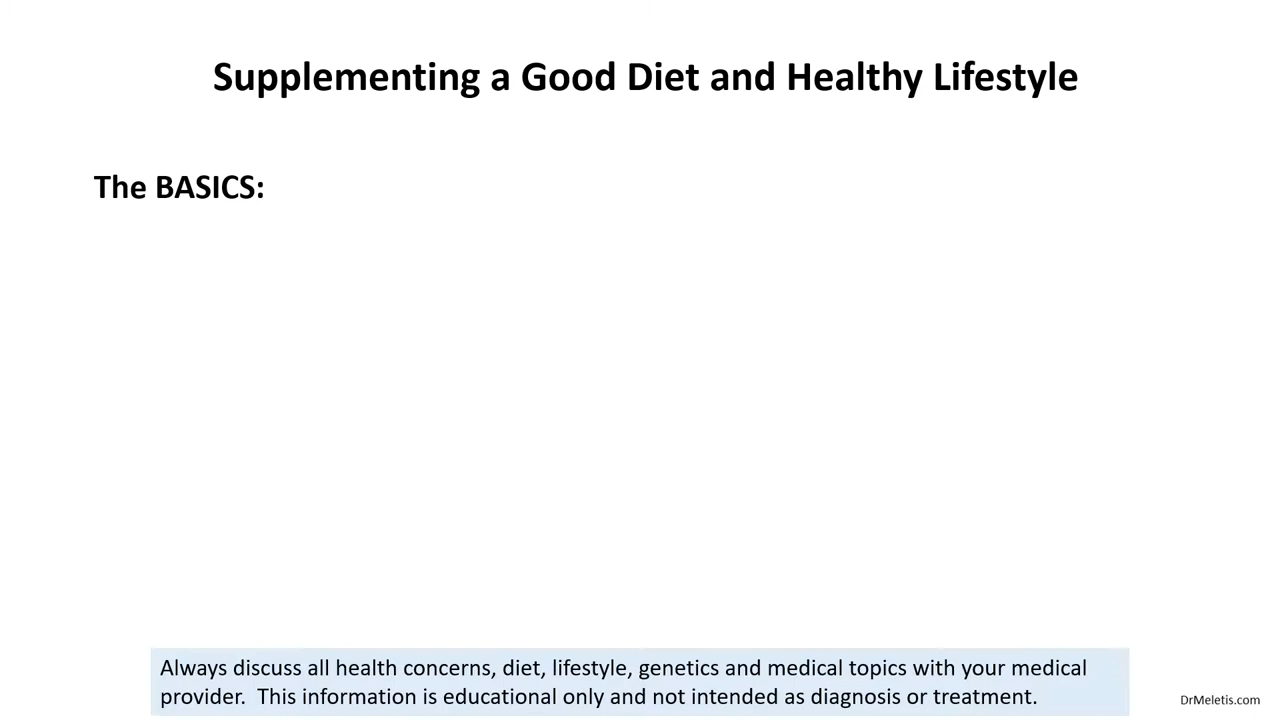 Supplementing a Good Diet and Healthy Lifestyle
The BASICS:
Always discuss all health concerns, diet, lifestyle, genetics and medical topics with your medical
provider.  This information is educational only and not intended as diagnosis or treatment.
DrMeletis.com